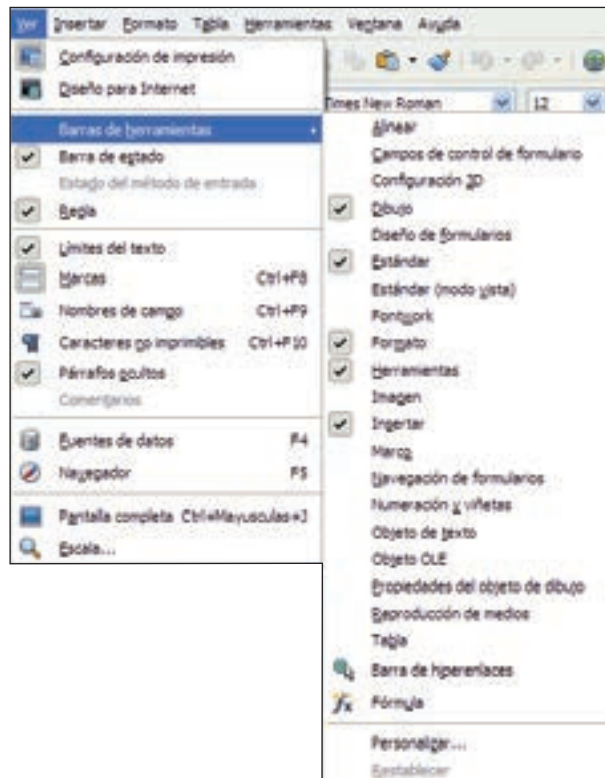 Ver Insertar Formato Tabla Herramientas Ventana Ayuda
Configuración de impresión
Diseño para Internet
Times New Roman 12
Barras de herramientas
Barra de estado
Estado del método de entrada
Regla
Límites del texto
Marcas Ctrl+F8
Nombres de campo Ctrl+F9
Caracteres no imprimibles Ctrl+F10
Párrafos ocultos
Comentarios
Fuentes de datos F4
Navegador F5
Pantalla completa Ctrl+Mayusculas+J
Escala...
Alinear
Campos de control de formulario
Configuración 3D
Dibujo
Diseño de formularios
Estándar
Estándar (modo vista)
Fontwork
Formato
Herramientas
Imagen
Insertar
Marco
Navegación de formularios
Numeración y viñetas
Objeto de texto
Objeto OLE
Propiedades del objeto de dibujo
Reproducción de medios
Tabla
Barra de hiperenlaces
Fórmula
Personalizar...
Restablecer